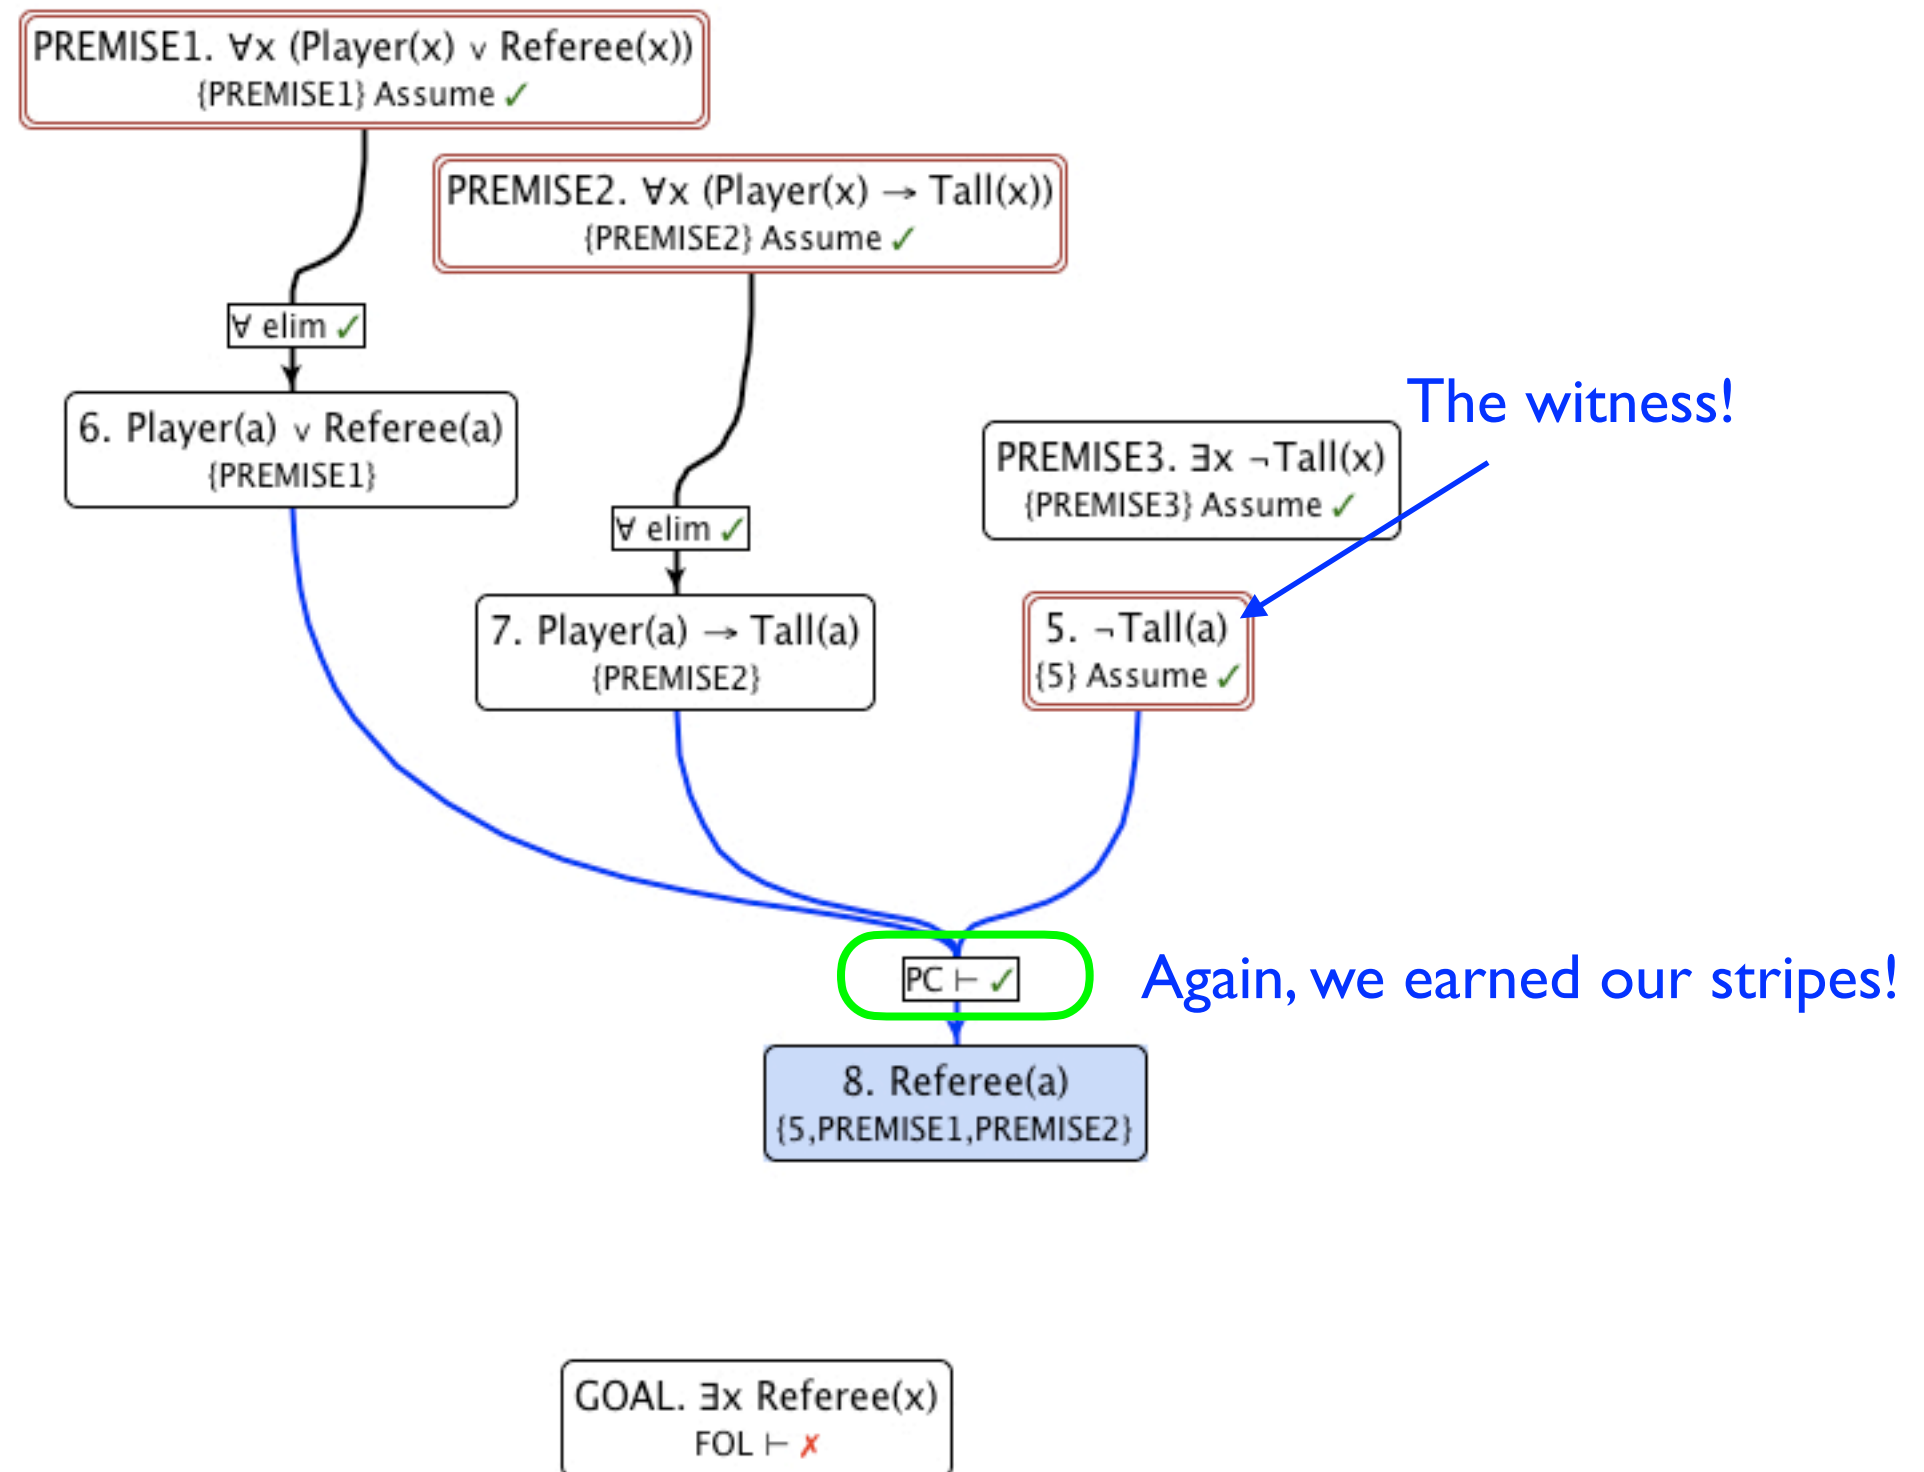 PREMISE1. ∀x (Player(x) ∨ Referee(x))
{PREMISE1} Assume ✓
PREMISE2. ∀x (Player(x) → Tall(x))
{PREMISE2} Assume ✓
∀ elim ✓
The witness!
6. Player(a) ∨ Referee(a)
{PREMISE1}
PREMISE3. ∃x ¬Tall(x)
{PREMISE3} Assume ✓
∀ elim ✓
7. Player(a) → Tall(a)
{PREMISE2}
5. ¬Tall(a)
{5} Assume ✓
PC ⊢ ✓
Again, we earned our stripes!
8. Referee(a)
{5,PREMISE1,PREMISE2}
GOAL. ∃x Referee(x)
FOL ⊢ ✗